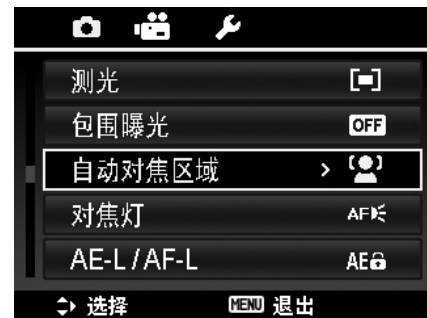 测光
包围曝光 OFF
自动对焦区域 >
对焦灯 AF
AE-L / AF-L AE
选择 MENU 退出